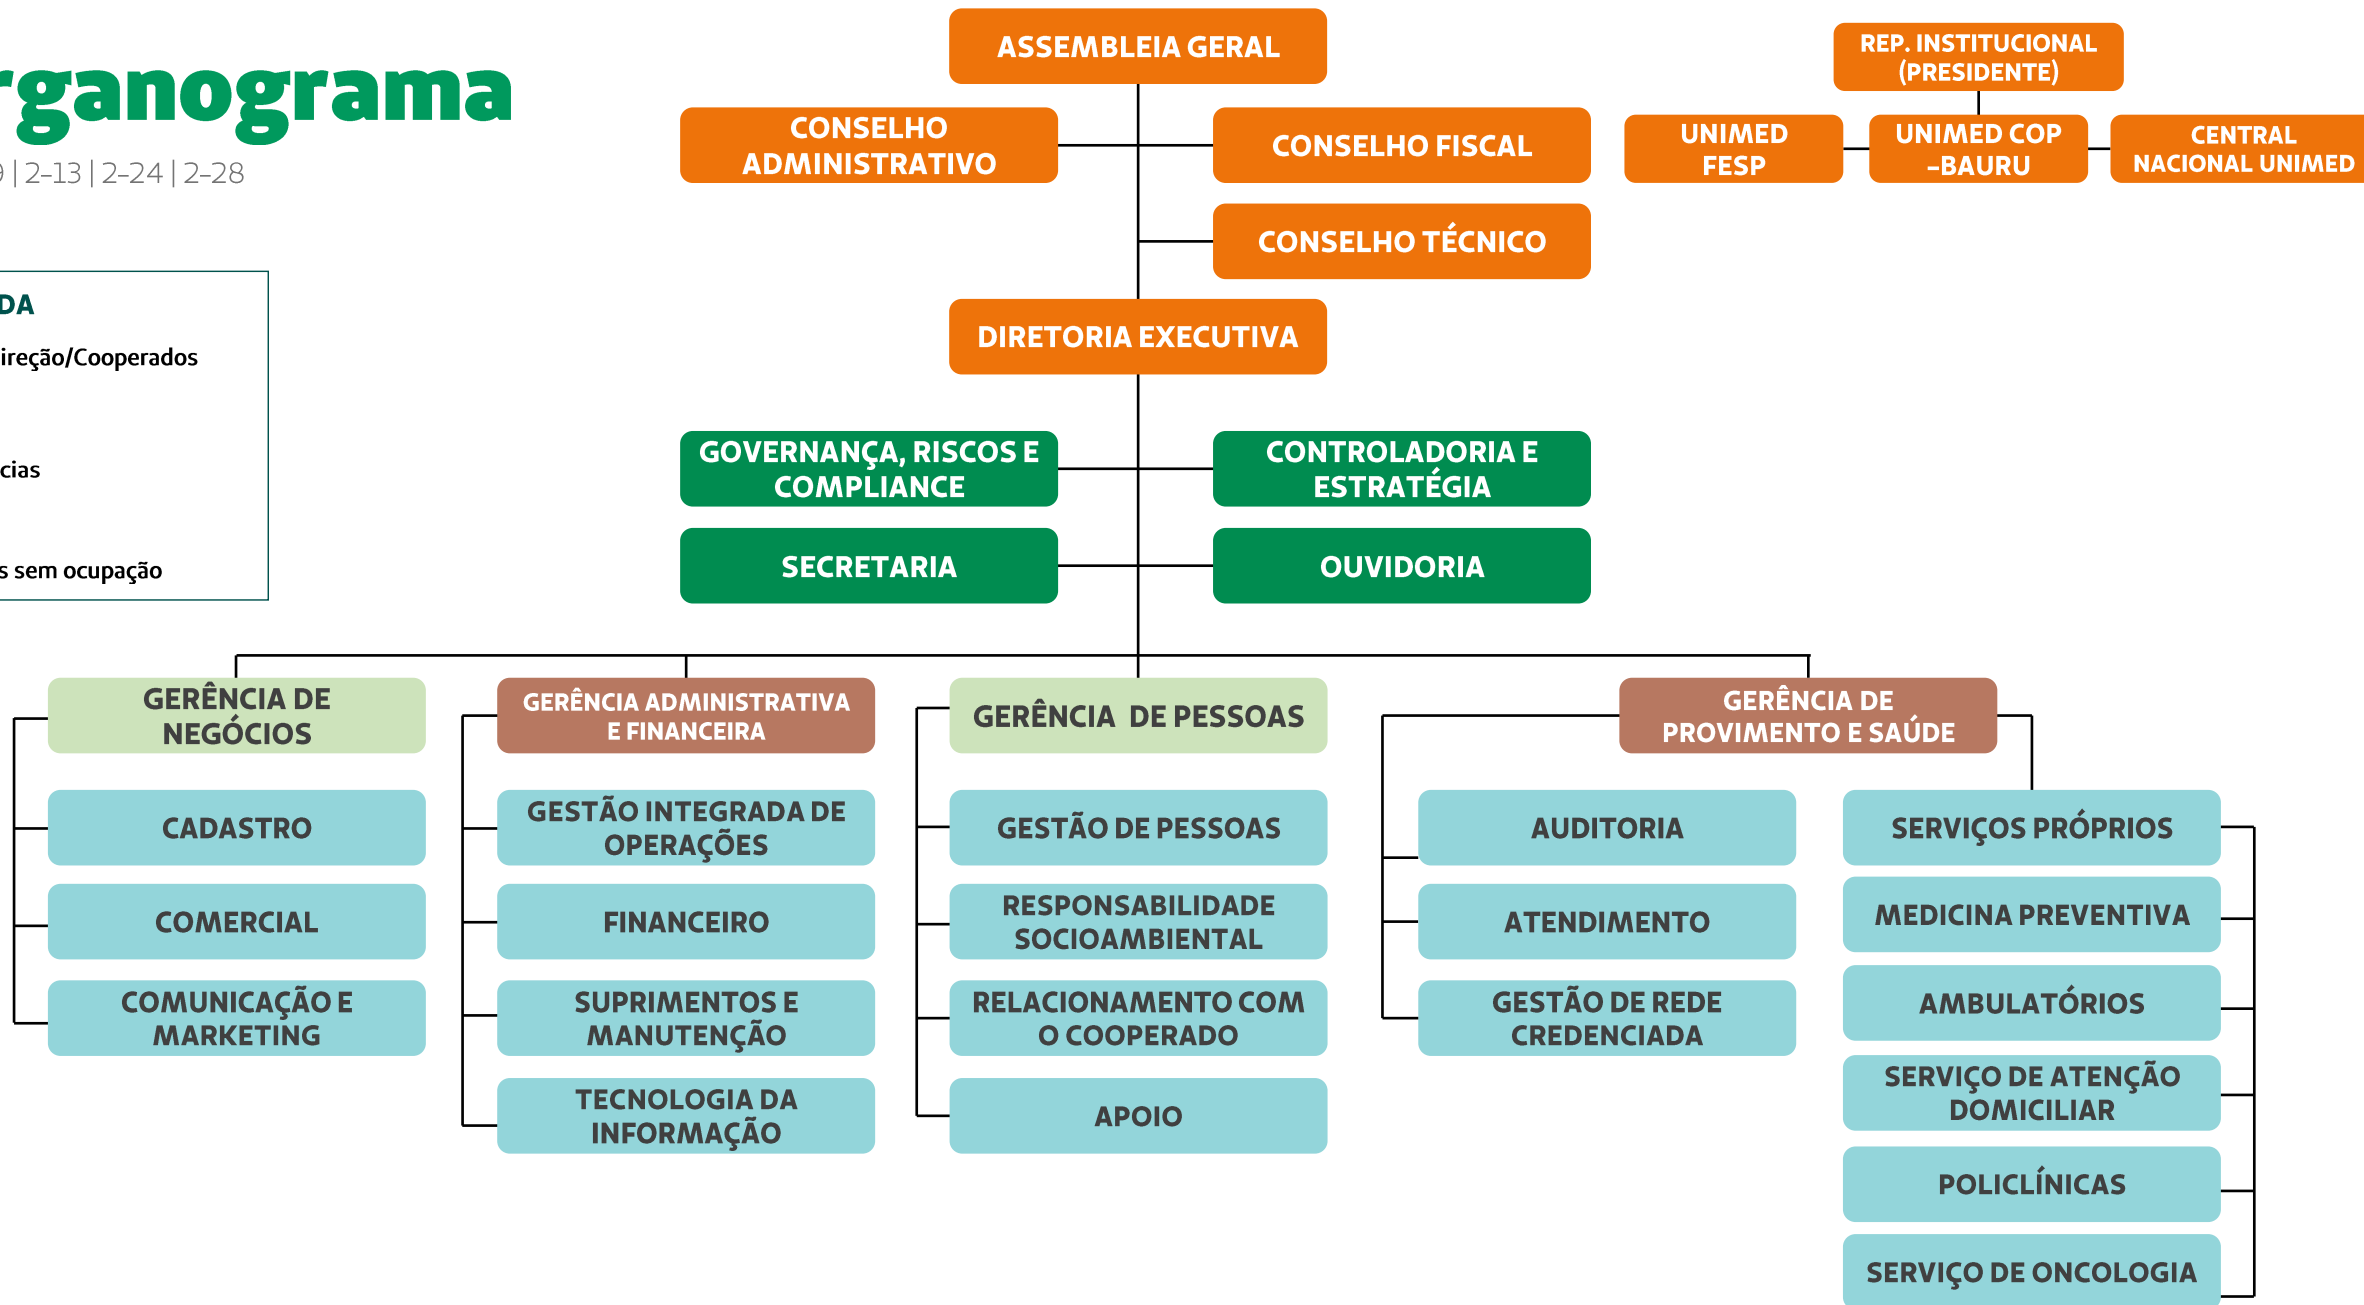 rganograma
9 | 2-13 | 2-24 | 2-28
DA
ireção/Cooperados
cias
s sem ocupação
ASSEMBLEIA GERAL
CONSELHO
ADMINISTRATIVO
CONSELHO FISCAL
CONSELHO TÉCNICO
DIRETORIA EXECUTIVA
REP. INSTITUCIONAL
(PRESIDENTE)
UNIMED
FESP
UNIMED COP
-BAURU
CENTRAL
NACIONAL UNIMED
GOVERNANÇA, RISCOS E
COMPLIANCE
CONTROLADORIA E
ESTRATÉGIA
SECRETARIA
OUVIDORIA
GERÊNCIA DE
NEGÓCIOS
CADASTRO
COMERCIAL
COMUNICAÇÃO E
MARKETING
GERÊNCIA ADMINISTRATIVA
E FINANCEIRA
GESTÃO INTEGRADA DE
OPERAÇÕES
FINANCEIRO
SUPRIMENTOS E
MANUTENÇÃO
TECNOLOGIA DA
INFORMAÇÃO
GERÊNCIA DE PESSOAS
GESTÃO DE PESSOAS
RESPONSABILIDADE
SOCIOAMBIENTAL
RELACIONAMENTO COM
O COOPERADO
APOIO
GERÊNCIA DE
PROVIMENTO E SAÚDE
AUDITORIA
ATENDIMENTO
GESTÃO DE REDE
CREDENCIADA
SERVIÇOS PRÓPRIOS
MEDICINA PREVENTIVA
AMBULATÓRIOS
SERVIÇO DE ATENÇÃO
DOMICILIAR
POLICLÍNICAS
SERVIÇO DE ONCOLOGIA